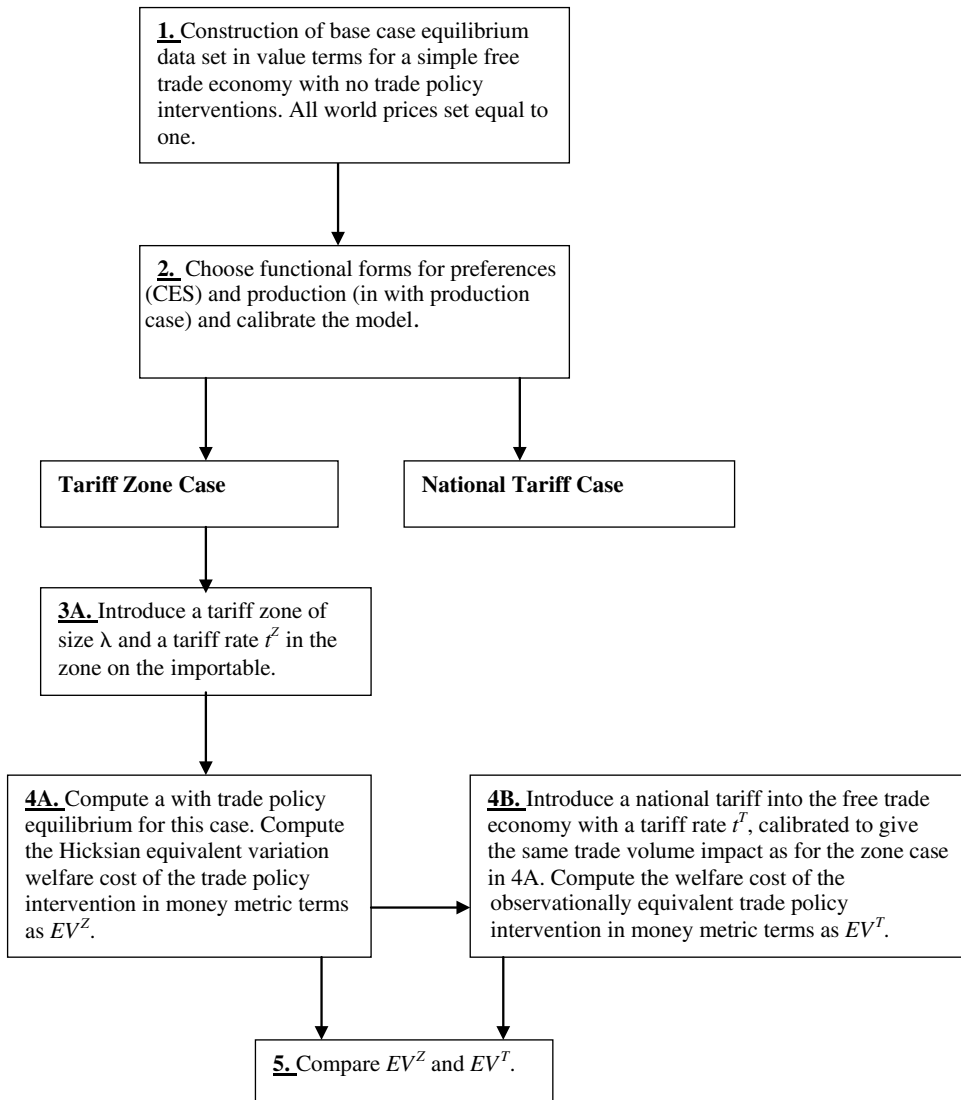 1. Construction of base case equilibrium
data set in value terms for a simple free
trade economy with no trade policy
interventions. All world prices set equal to
one.
2. Choose functional forms for preferences
(CES) and production (in with production
case) and calibrate the model.
Tariff Zone Case
National Tariff Case
3A. Introduce a tariff zone of
size λ and a tariff rate t^Z in the
zone on the importable.
4A. Compute a with trade policy
equilibrium for this case. Compute
the Hicksian equivalent variation
welfare cost of the trade policy
intervention in money metric terms
as EV^Z.
4B. Introduce a national tariff into the free trade
economy with a tariff rate t^T, calibrated to give
the same trade volume impact as for the zone case
in 4A. Compute the welfare cost of the
observationally equivalent trade policy
intervention in money metric terms as EV^T.
5. Compare EV^Z and EV^T.